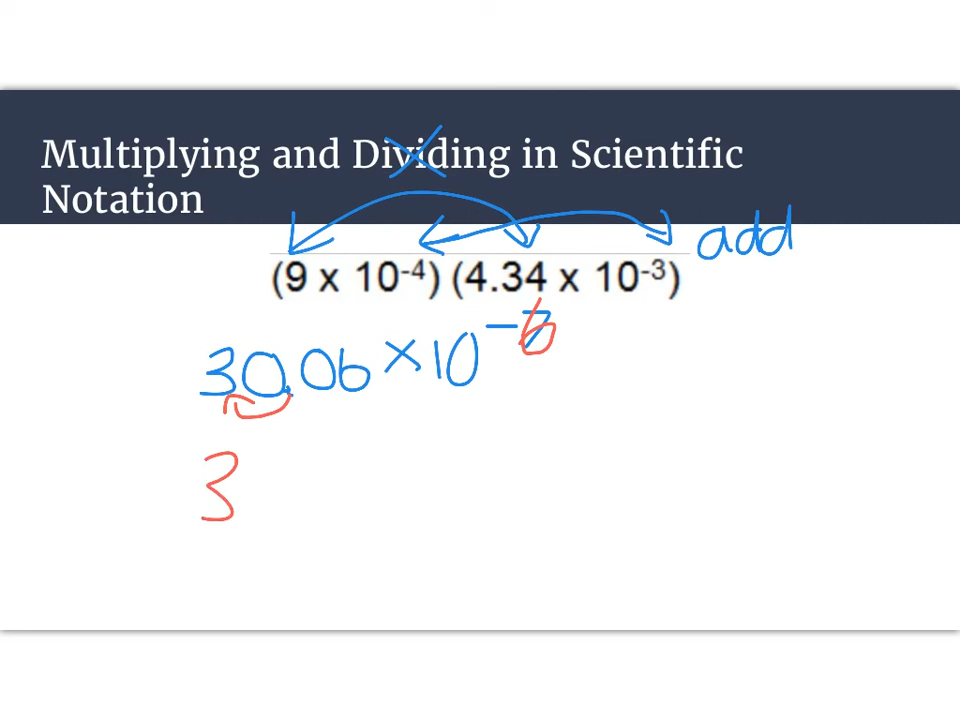 Multiplying and Dividing in Scientific
Notation
add
(9 x 10⁻⁴) (4.34 x 10⁻³)
30.06 × 10⁻⁶
3